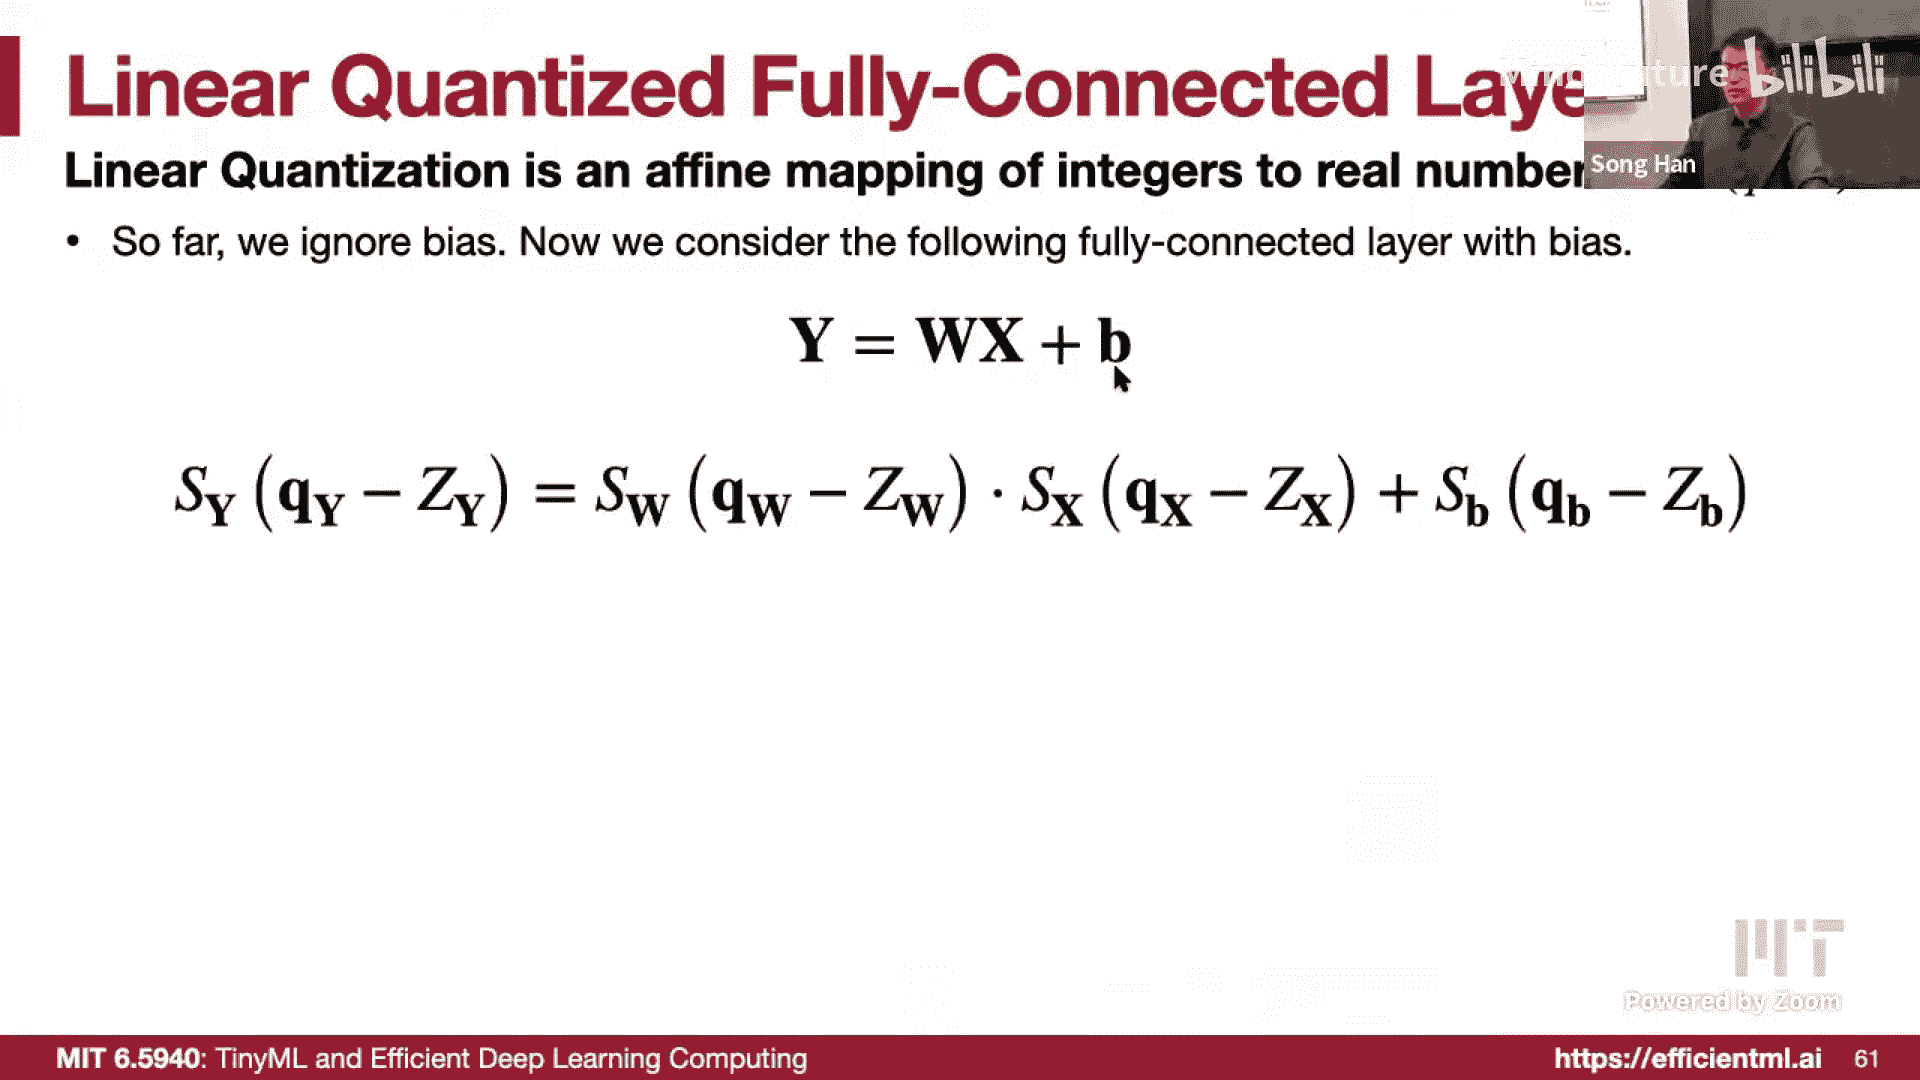 Linear Quantized Fully-Connected Laye
bilibili
Song Han
Linear Quantization is an affine mapping of integers to real number
• So far, we ignore bias. Now we consider the following fully-connected layer with bias.
Y = WX + b
S_Y (q_Y − Z_Y) = S_W (q_W − Z_W) · S_X (q_X − Z_X) + S_b (q_b − Z_b)
MIT
Powered by Zoom
MIT 6.5940: TinyML and Efficient Deep Learning Computing
https://efficientml.ai 61